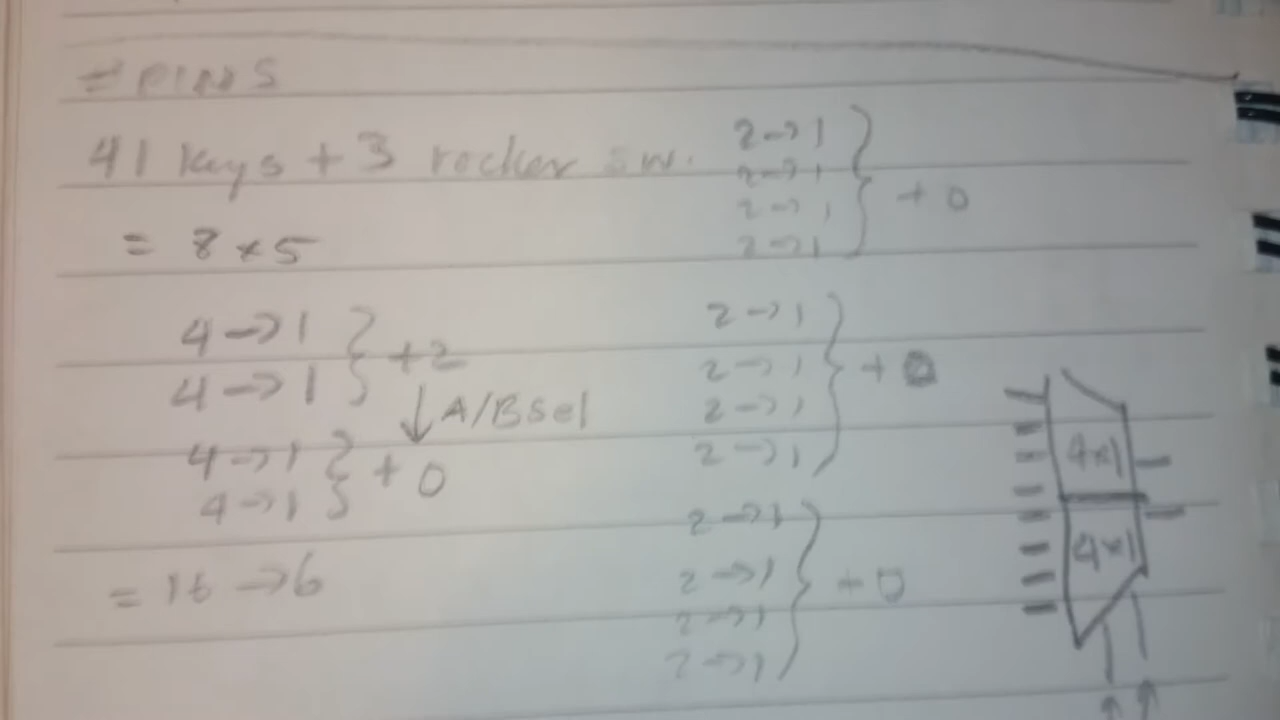 = PINS
41 keys + 3 rocker sw.
= 8 x 5
4 → 1
4 → 1
} +2
↓ A/B sel
4 → 1
4 → 1
} + 0
= 16 → 6
2 → 1
2 → 1
2 → 1
2 → 1
} + 0
2 → 1
2 → 1
2 → 1
2 → 1
} + 0
2 → 1
2 → 1
2 → 1
2 → 1
} + 0
4x1
4x1